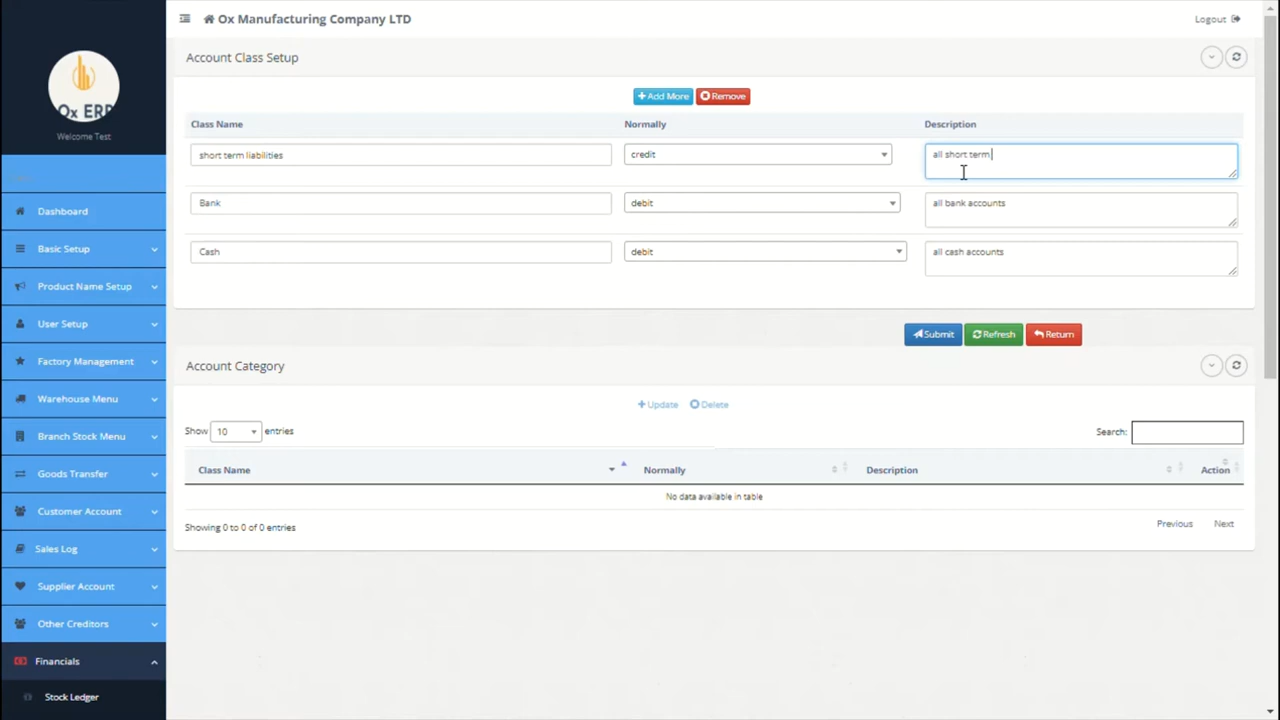 Ox Manufacturing Company LTD
Logout
Account Class Setup
Ox ERP
Welcome Test
Add More
Remove
Class Name
Normally
Description
short term liabilities
credit
all short term
Bank
debit
all bank accounts
Cash
debit
all cash accounts
Submit
Refresh
Return
Account Category
Update
Delete
Show 10 entries
Search:
Class Name
Normally
Description
Action
No data available in table
Showing 0 to 0 of 0 entries
Previous
Next
Dashboard
Basic Setup
Product Name Setup
User Setup
Factory Management
Warehouse Menu
Branch Stock Menu
Goods Transfer
Customer Account
Sales Log
Supplier Account
Other Creditors
Financials
Stock Ledger